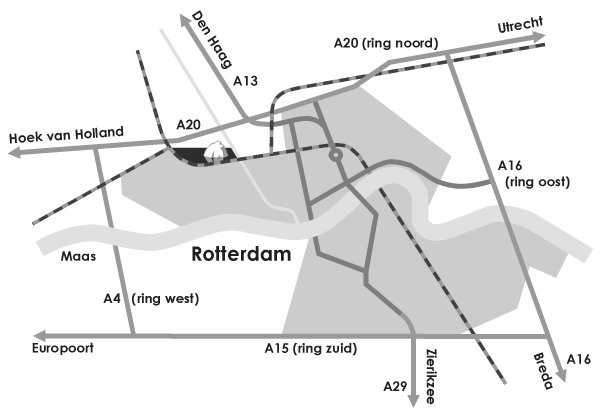 Den Haag
Utrecht
A20 (ring noord)
A13
A20
Hoek van Holland
A16
(ring oost)
Rotterdam
Maas
A4 (ring west)
Europoort
A15 (ring zuid)
A29
Zierikzee
Breda
A16